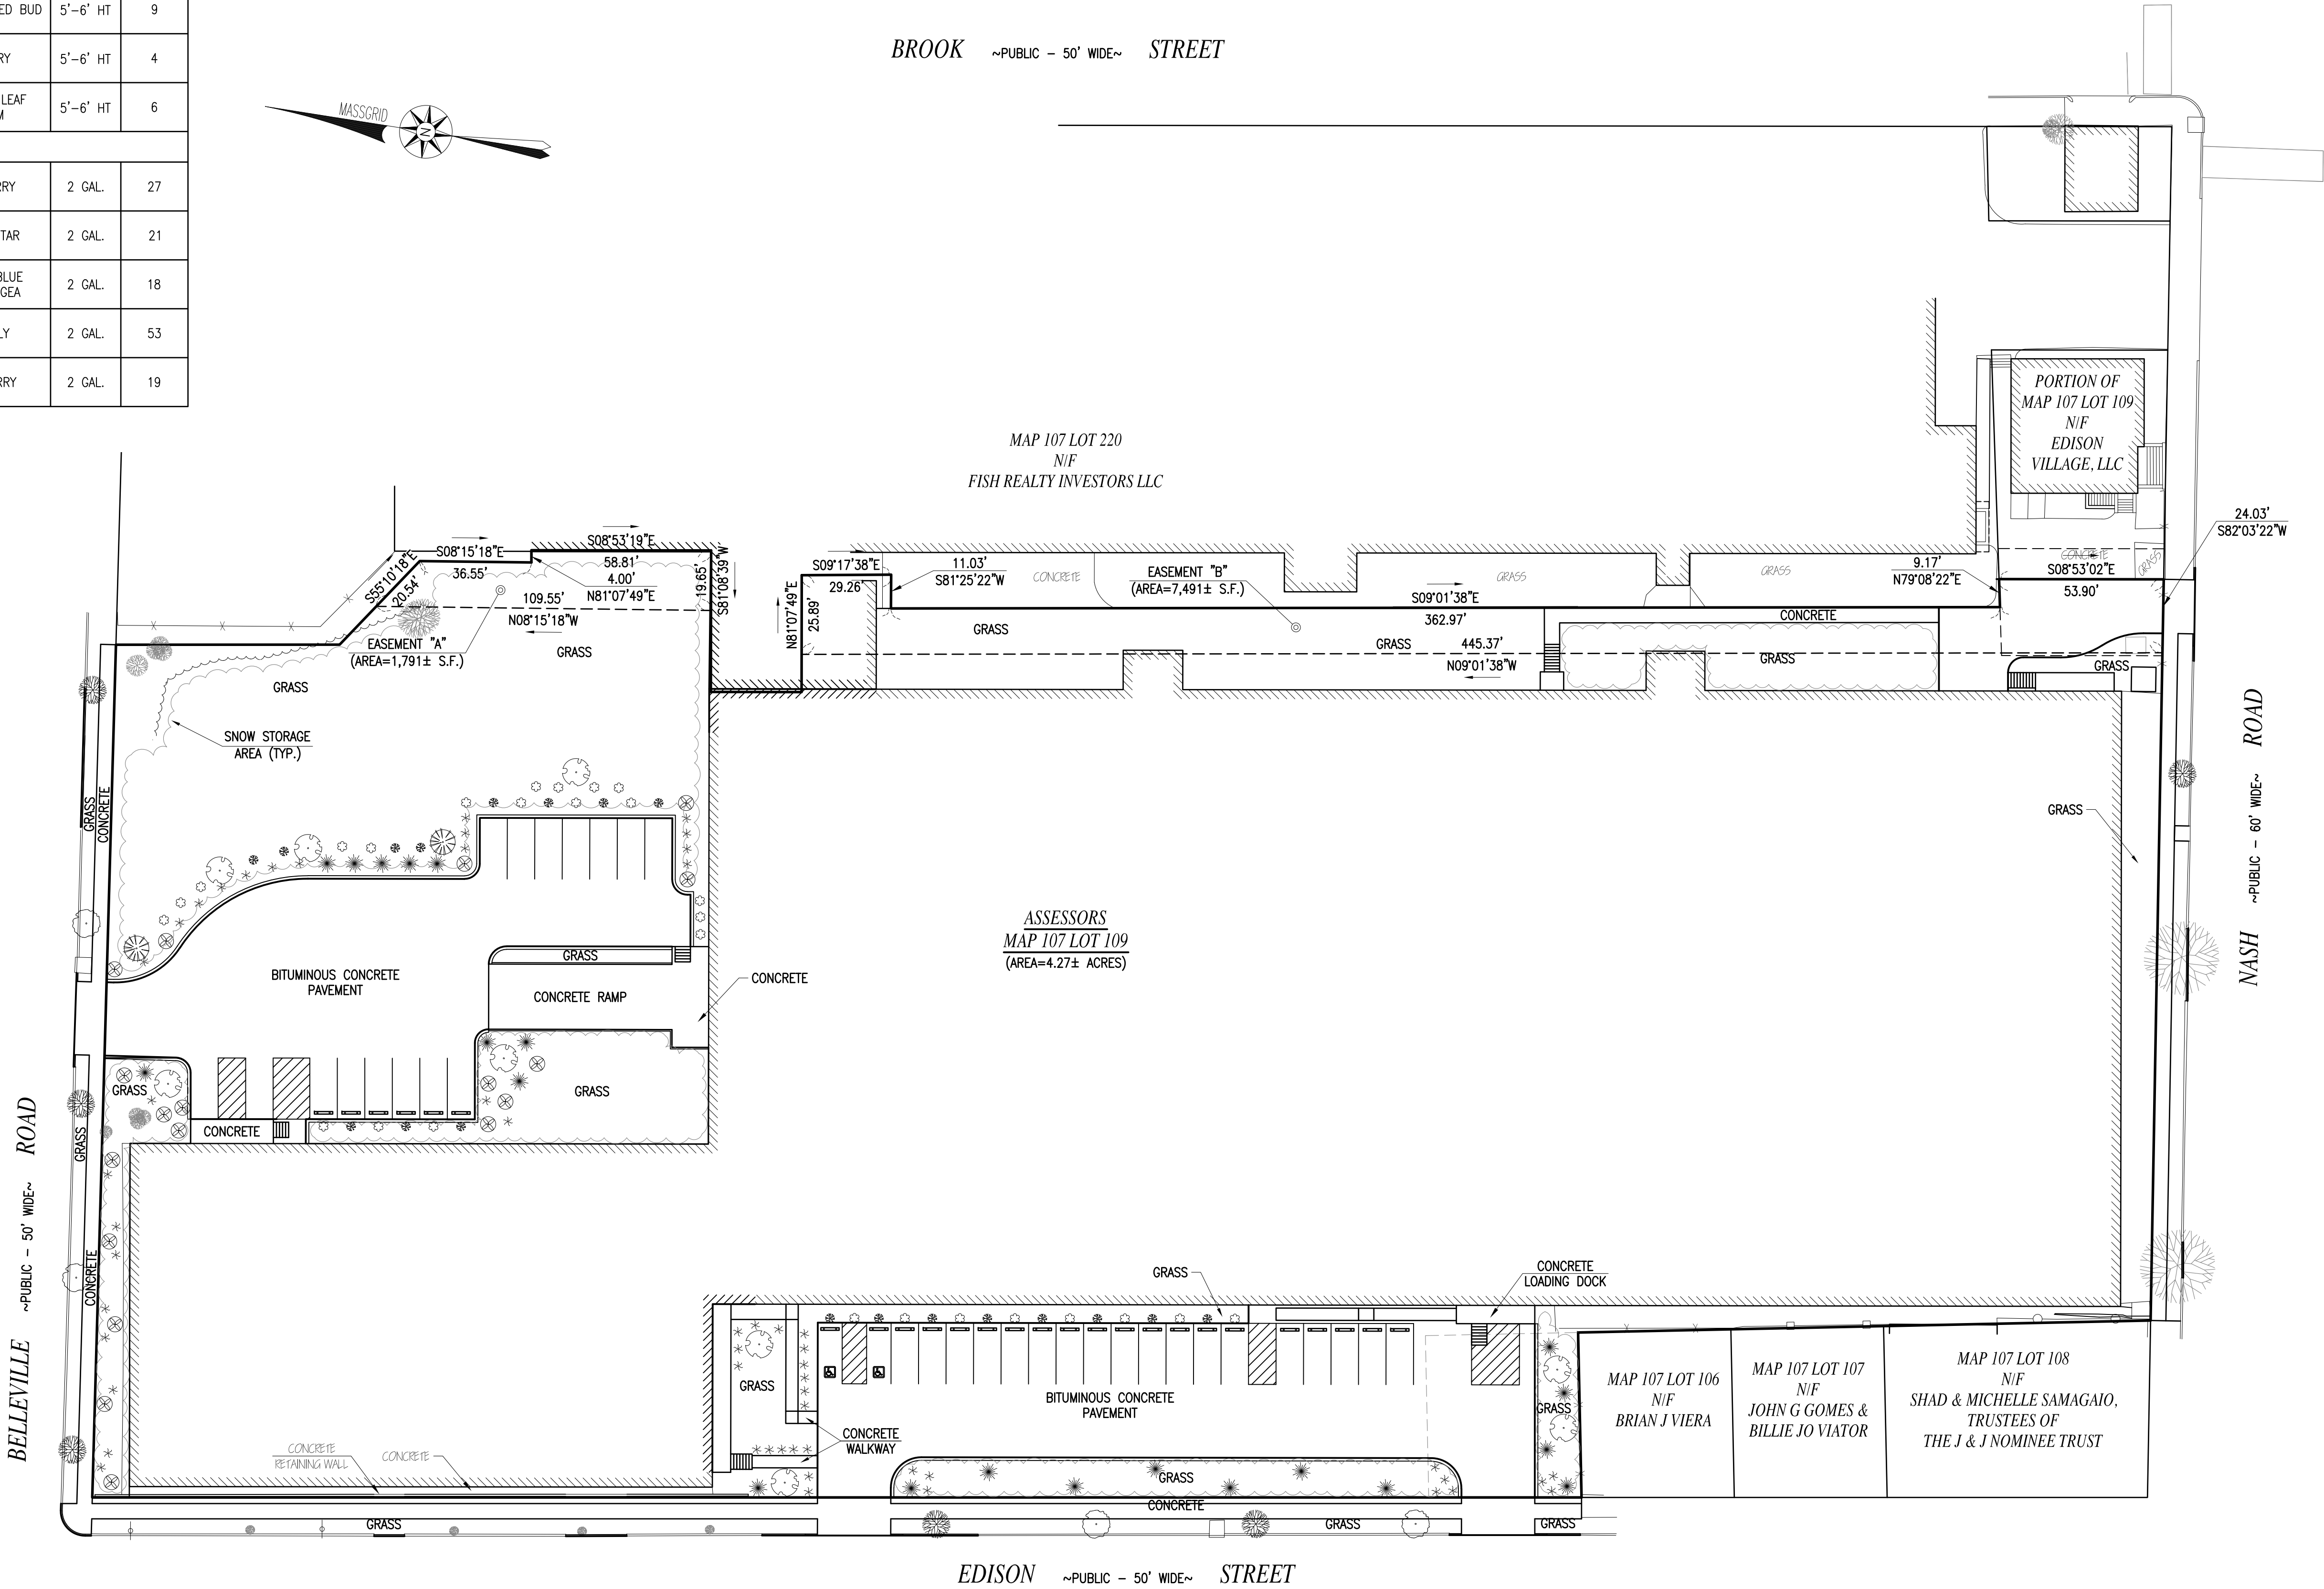 ED BUD 5'-6' HT 9
RY 5'-6' HT 4
LEAF
M 5'-6' HT 6
RRY 2 GAL. 27
TAR 2 GAL. 21
BLUE
GEA 2 GAL. 18
LY 2 GAL. 53
RRY 2 GAL. 19
BROOK ~PUBLIC - 50' WIDE~ STREET
MASSGRID
N
MAP 107 LOT 220
N/F
FISH REALTY INVESTORS LLC
PORTION OF
MAP 107 LOT 109
N/F
EDISON
VILLAGE, LLC
24.03'
S82°03'22"W
S55°10'18"E
20.54'
S08°15'18"E
36.55'
S08°53'19"E
58.81'
4.00'
N81°07'49"E
109.55'
N08°15'18"W
19.65'
S81°08'39"W
N81°07'49"E
25.89'
S09°17'38"E
29.26'
11.03'
S81°25'22"W
CONCRETE
EASEMENT "B"
(AREA=7,491± S.F.)
S09°01'38"E
362.97'
GRASS
GRASS
9.17'
N79°08'22"E
CONCRETE
S08°53'02"E
53.90'
GRASS
EASEMENT "A"
(AREA=1,791± S.F.)
GRASS
GRASS
GRASS
445.37'
N09°01'38"W
CONCRETE
GRASS
GRASS
GRASS
SNOW STORAGE
AREA (TYP.)
GRASS
CONCRETE
GRASS
NASH ~PUBLIC - 60' WIDE~ ROAD
ASSESSORS
MAP 107 LOT 109
(AREA=4.27± ACRES)
BITUMINOUS CONCRETE
PAVEMENT
GRASS
CONCRETE RAMP
CONCRETE
GRASS
GRASS
CONCRETE
GRASS
CONCRETE
BELLEVILLE ~PUBLIC - 50' WIDE~ ROAD
GRASS
CONCRETE
LOADING DOCK
GRASS
BITUMINOUS CONCRETE
PAVEMENT
GRASS
CONCRETE
WALKWAY
CONCRETE
RETAINING WALL
CONCRETE
GRASS
CONCRETE
MAP 107 LOT 106
N/F
BRIAN J VIERA
MAP 107 LOT 107
N/F
JOHN G GOMES &
BILLIE JO VIATOR
MAP 107 LOT 108
N/F
SHAD & MICHELLE SAMAGAIO,
TRUSTEES OF
THE J & J NOMINEE TRUST
GRASS
GRASS
GRASS
EDISON ~PUBLIC - 50' WIDE~ STREET